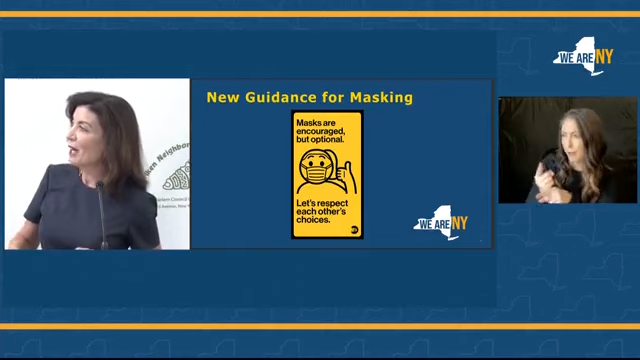 WE ARE NY
New Guidance for Masking
Masks are
encouraged,
but optional.
Let's respect
each other's
choices.
WE ARE NY